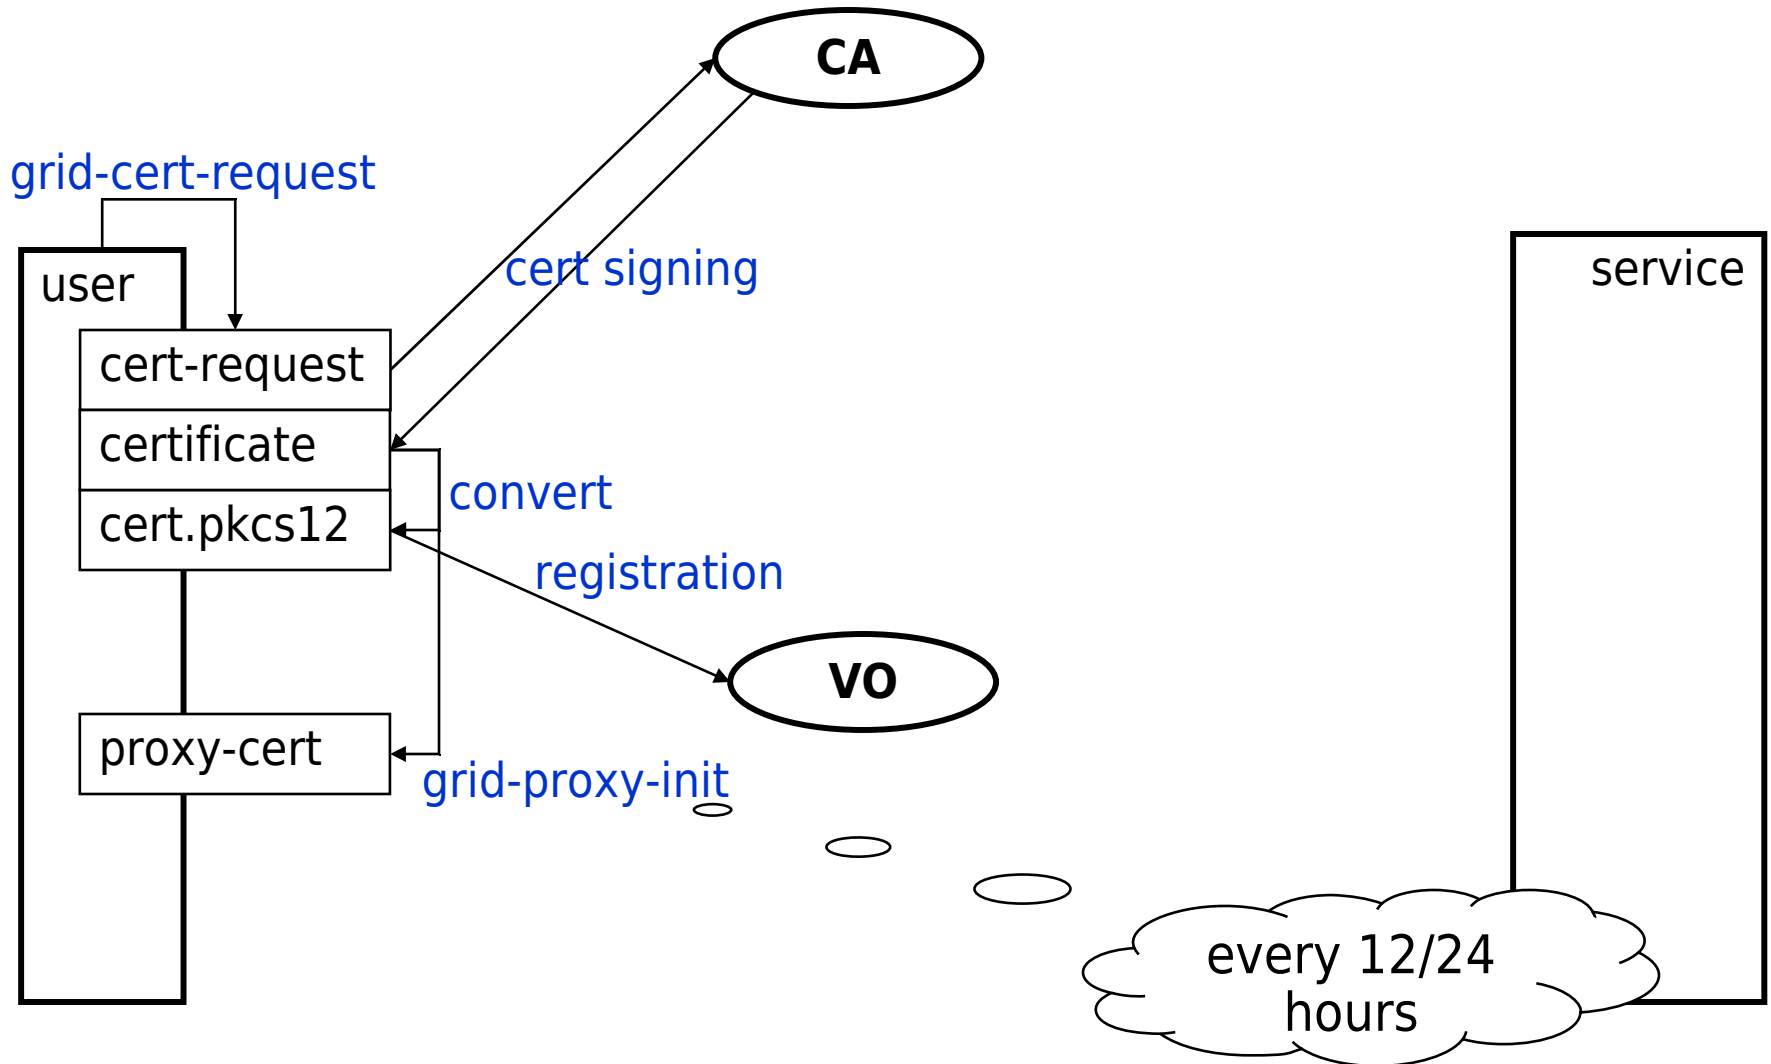 CA
grid-cert-request
cert signing
user
service
cert-request
certificate
convert
cert.pkcs12
registration
VO
proxy-cert
grid-proxy-init
every 12/24
hours